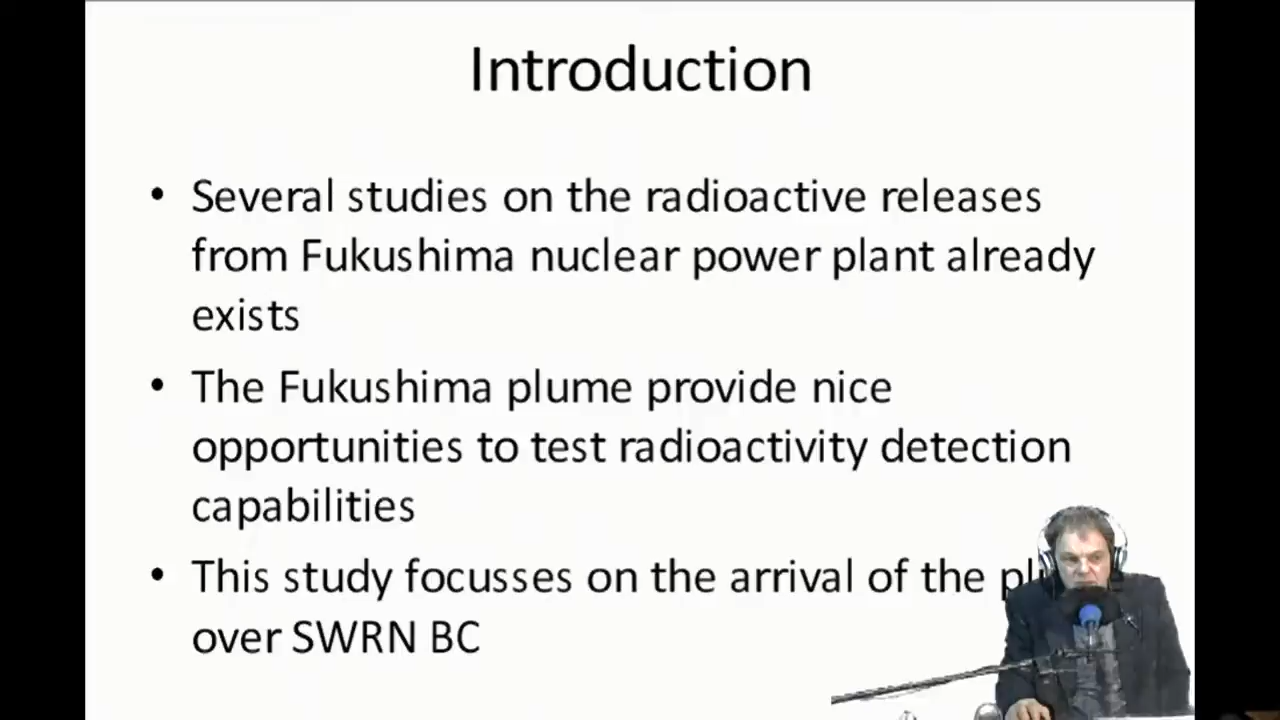 Introduction
• Several studies on the radioactive releases
from Fukushima nuclear power plant already
exists
• The Fukushima plume provide nice
opportunities to test radioactivity detection
capabilities
• This study focusses on the arrival of the
over SWRN BC